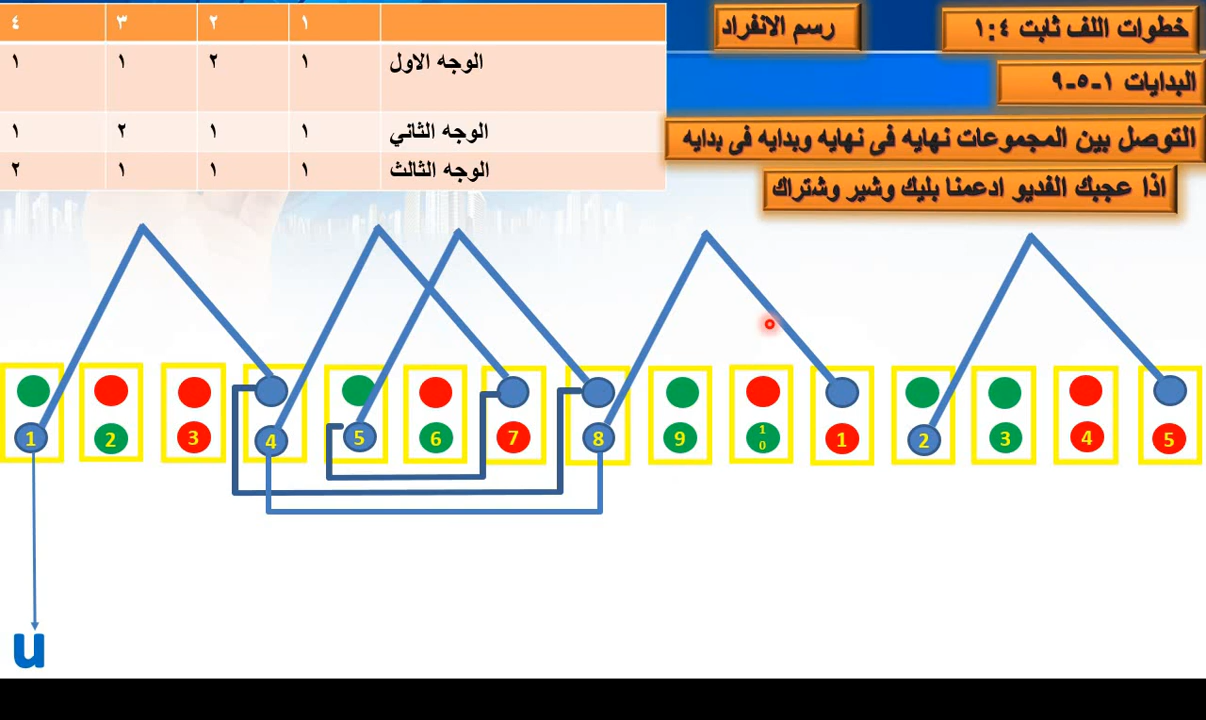 خطوات اللف ثابت ١:٤
رسم الانفراد
البدايات ١-٥-٩
التوصل بين المجموعات نهايه فى نهايه وبدايه فى بدايه
اذا عجبك الفديو ادعمنا بليك وشير وشتراك
١ ٢ ٣ ٤
الوجه الاول ١ ٢ ١ ١
الوجه الثاني ١ ١ ٢ ١
الوجه الثالث ١ ١ ١ ٢
1 2 3 4 5 6 7 8 9 10 1 2 3 4 5
u